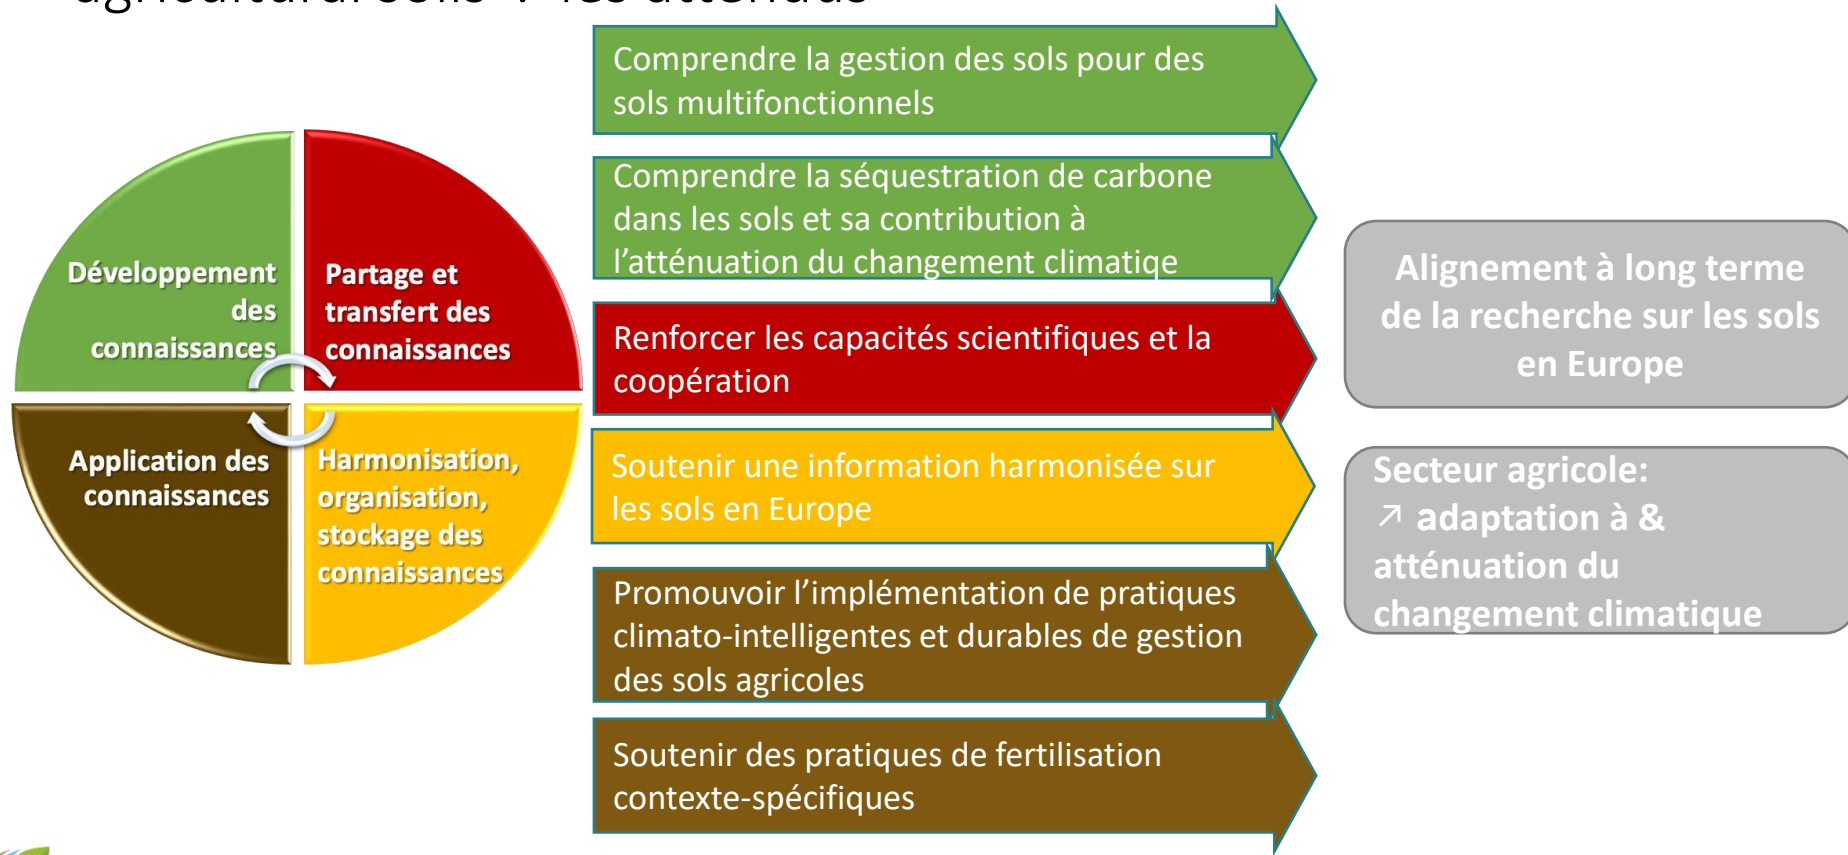 agricultural soils : les attendus
Développement
des
connaissances
Partage et
transfert des
connaissances
Application des
connaissances
Harmonisation,
organisation,
stockage des
connaissances
Comprendre la gestion des sols pour des
sols multifonctionnels
Comprendre la séquestration de carbone
dans les sols et sa contribution à
l’atténuation du changement climatiqe
Renforcer les capacités scientifiques et la
coopération
Soutenir une information harmonisée sur
les sols en Europe
Promouvoir l’implémentation de pratiques
climato-intelligentes et durables de gestion
des sols agricoles
Soutenir des pratiques de fertilisation
contexte-spécifiques
Alignement à long terme
de la recherche sur les sols
en Europe
Secteur agricole:
↗ adaptation à &
atténuation du
changement climatique